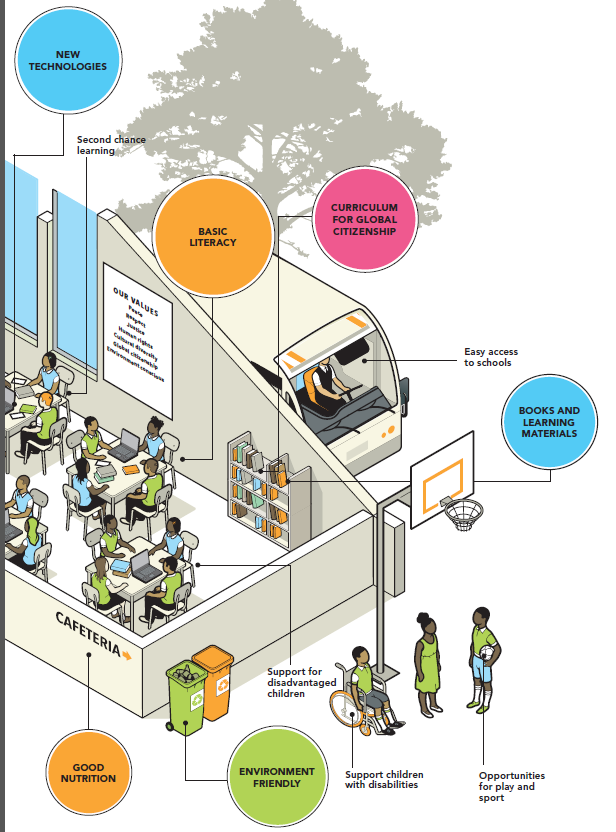 NEW
TECHNOLOGIES
Second chance
learning
BASIC
LITERACY
CURRICULUM
FOR GLOBAL
CITIZENSHIP
OUR VALUES
Peace
Respect
Justice
Human rights
Cultural diversity
Global citizenship
Environment conscious
Easy access
to schools
BOOKS AND
LEARNING
MATERIALS
CAFETERIA
Support for
disadvantaged
children
GOOD
NUTRITION
ENVIRONMENT
FRIENDLY
Support children
with disabilities
Opportunities
for play and
sport